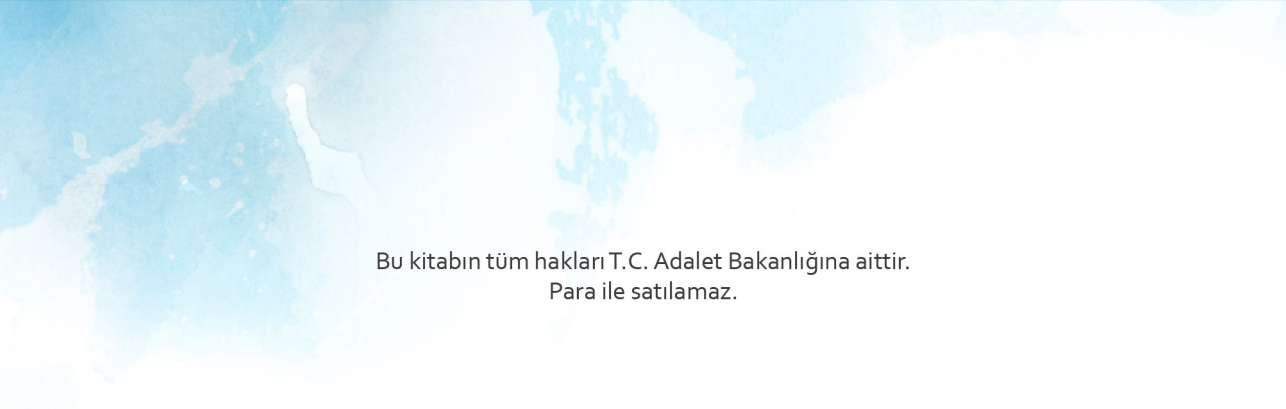 Bu kitabın tüm hakları T.C. Adalet Bakanlığına aittir.
Para ile satılamaz.